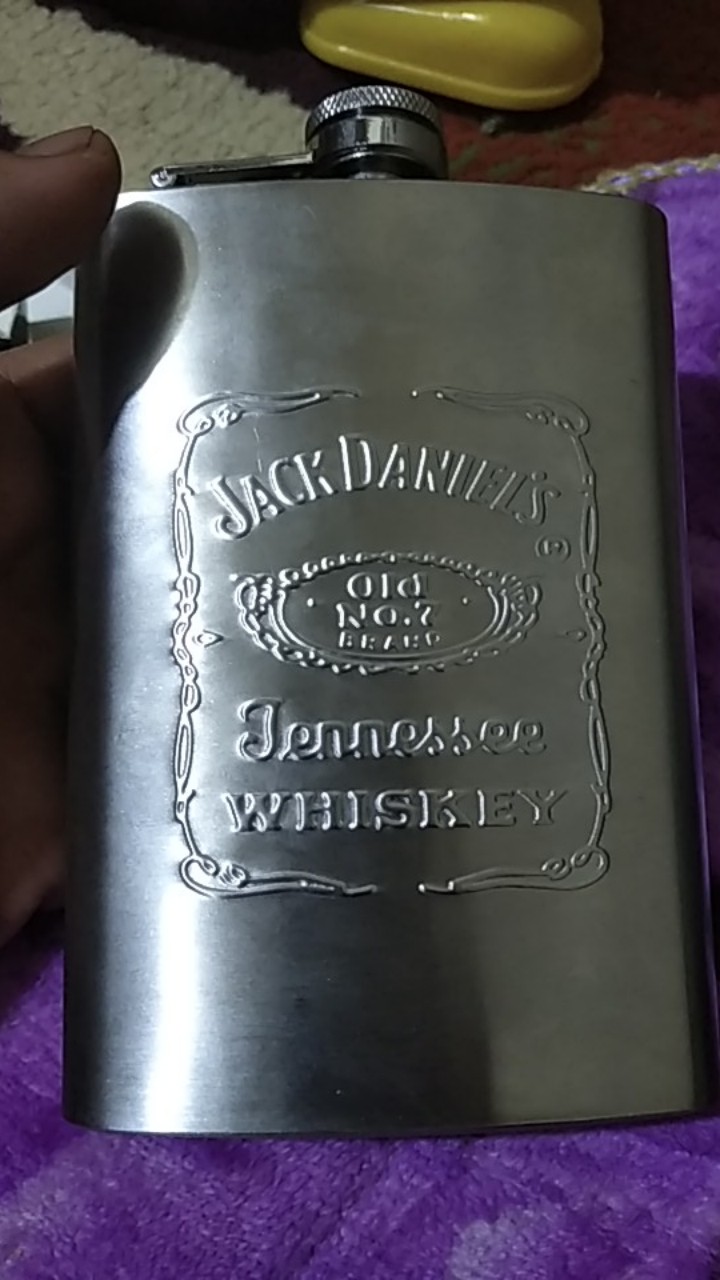 JACK DANIEL'S
®
Old
NO.7
BRAND
Tennessee
WHISKEY